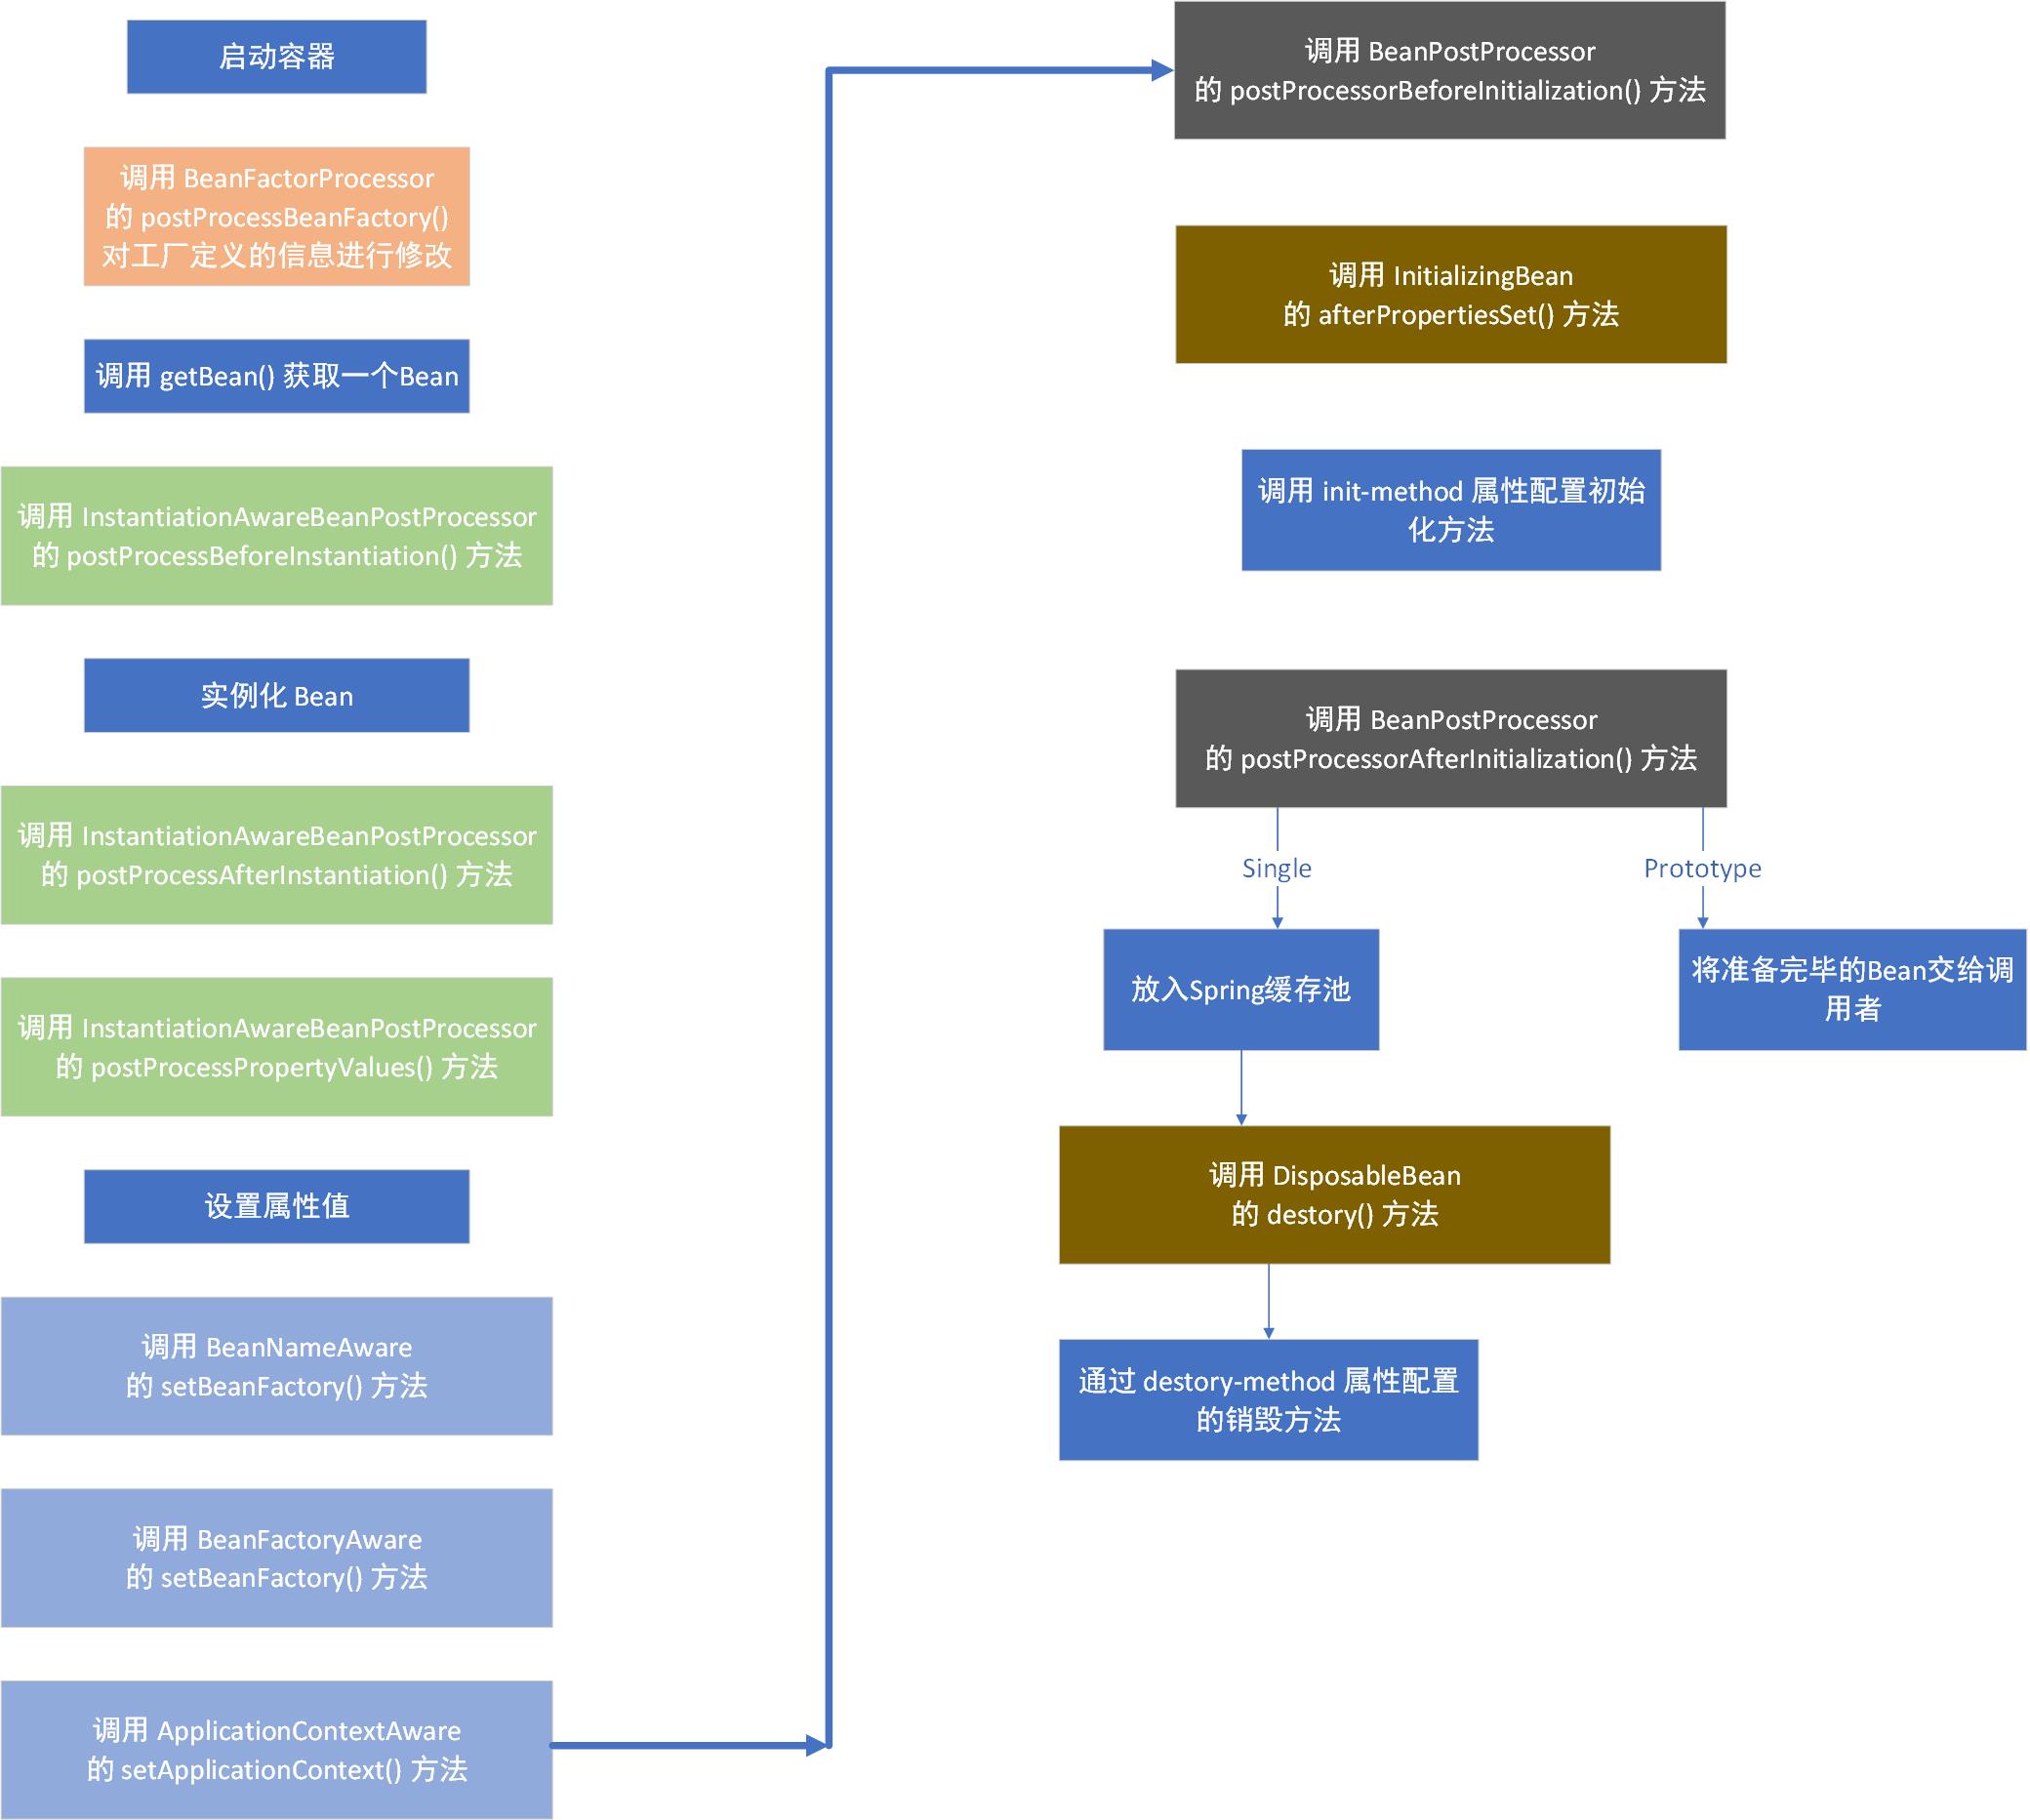 启动容器
调用 BeanFactorProcessor
的 postProcessBeanFactory()
对工厂定义的信息进行修改
调用 getBean() 获取一个Bean
调用 InstantiationAwareBeanPostProcessor
的 postProcessBeforeInstantiation() 方法
实例化 Bean
调用 InstantiationAwareBeanPostProcessor
的 postProcessAfterInstantiation() 方法
调用 InstantiationAwareBeanPostProcessor
的 postProcessPropertyValues() 方法
设置属性值
调用 BeanNameAware
的 setBeanFactory() 方法
调用 BeanFactoryAware
的 setBeanFactory() 方法
调用 ApplicationContextAware
的 setApplicationContext() 方法
调用 BeanPostProcessor
的 postProcessorBeforeInitialization() 方法
调用 InitializingBean
的 afterPropertiesSet() 方法
调用 init-method 属性配置初始
化方法
调用 BeanPostProcessor
的 postProcessorAfterInitialization() 方法
Single
Prototype
放入Spring缓存池
将准备完毕的Bean交给调
用者
调用 DisposableBean
的 destory() 方法
通过 destory-method 属性配置
的销毁方法